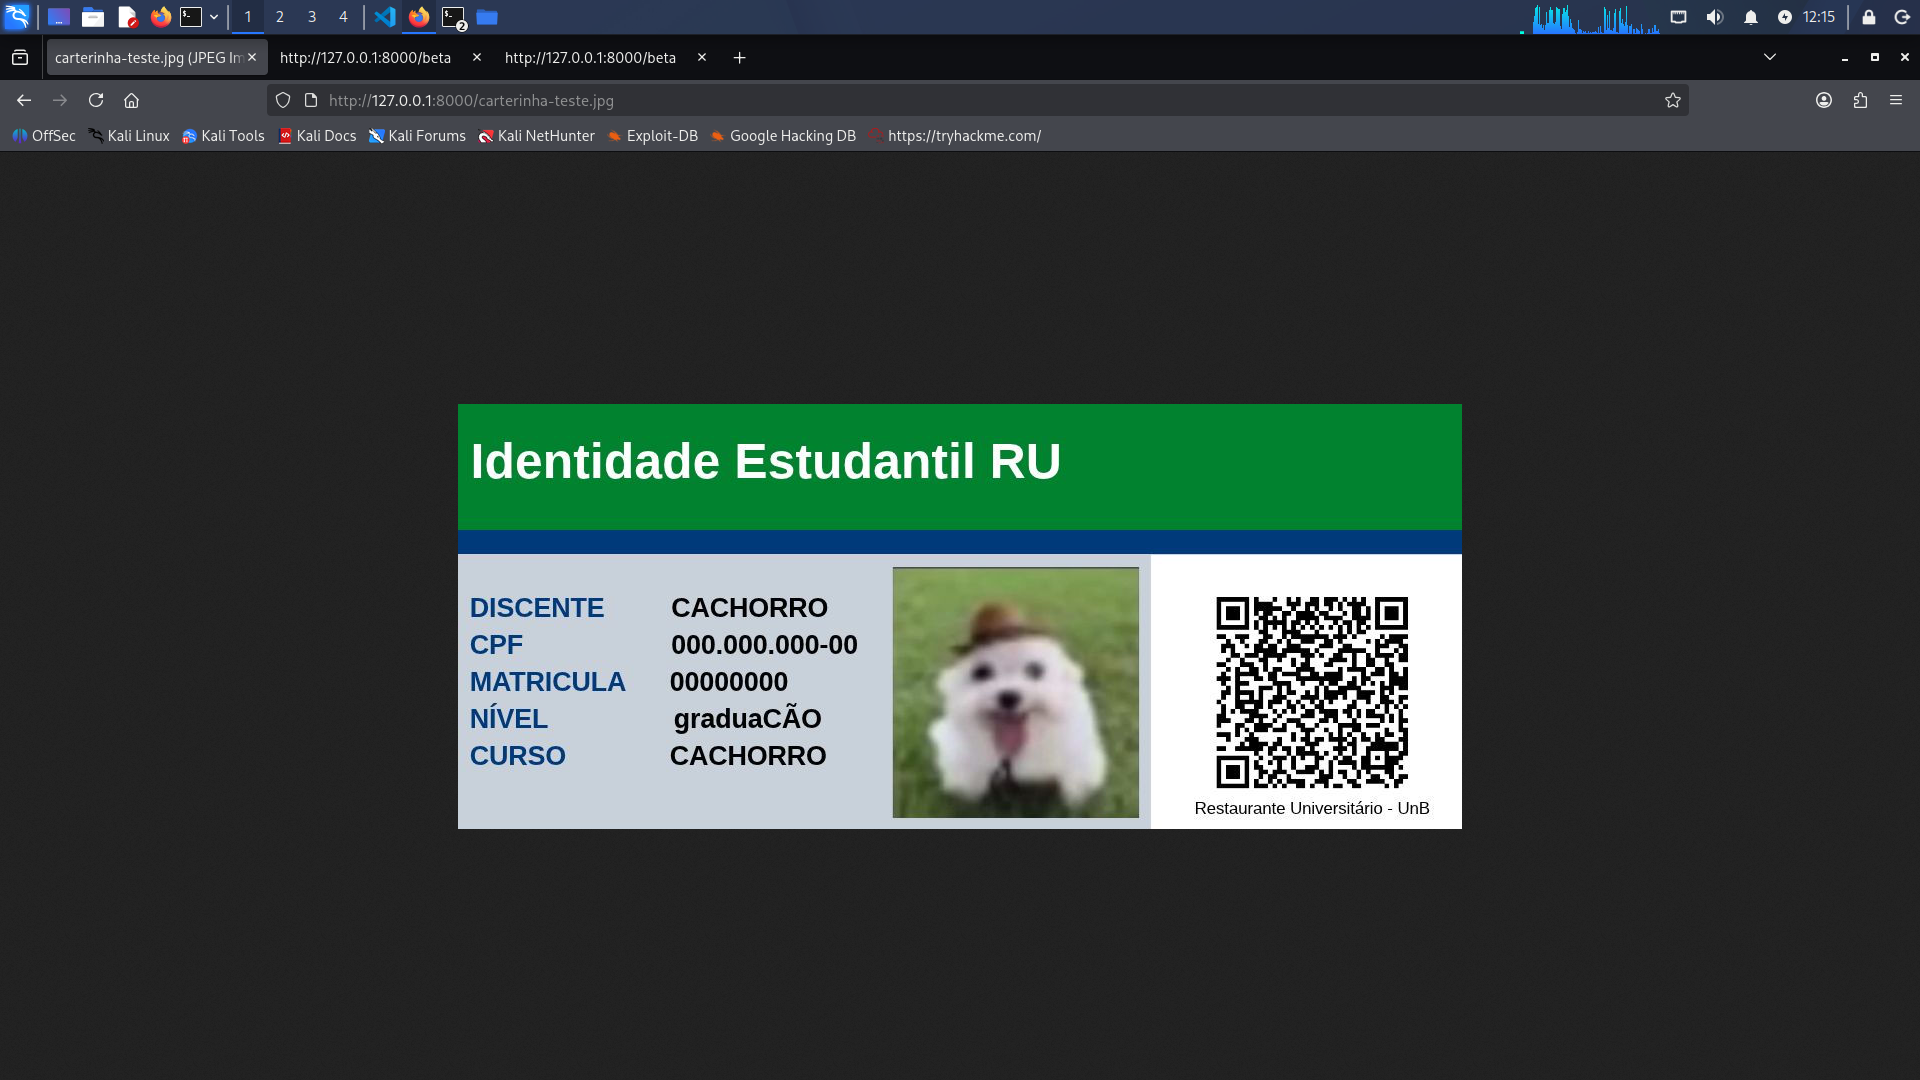 1 2 3 4
2
12:15
carterinha-teste.jpg (JPEG Im
http://127.0.0.1:8000/beta
http://127.0.0.1:8000/beta
http://127.0.0.1:8000/carterinha-teste.jpg
OffSec Kali Linux Kali Tools Kali Docs Kali Forums Kali NetHunter Exploit-DB Google Hacking DB https://tryhackme.com/
Identidade Estudantil RU
DISCENTE CACHORRO
CPF 000.000.000-00
MATRICULA 00000000
NÍVEL graduaCÃO
CURSO CACHORRO
Restaurante Universitário - UnB